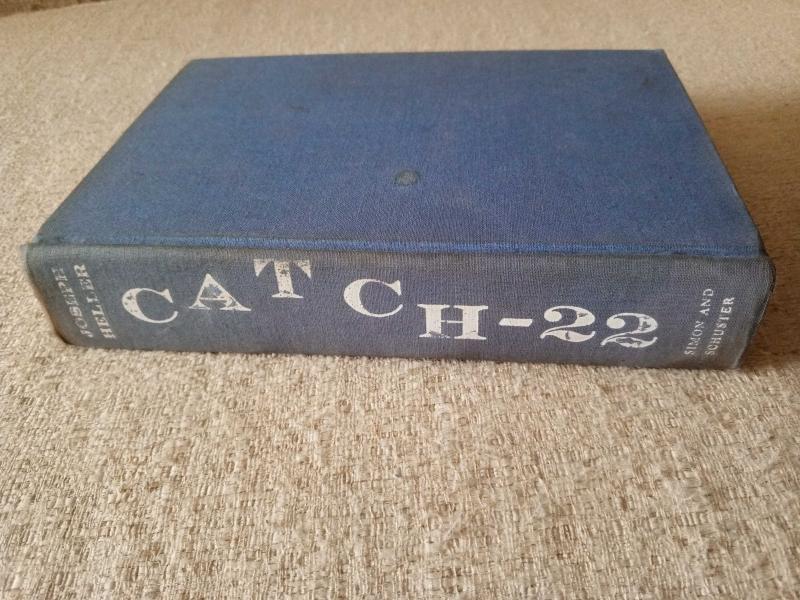 JOSEPH
HELLER
CATCH-22
SIMON AND
SCHUSTER